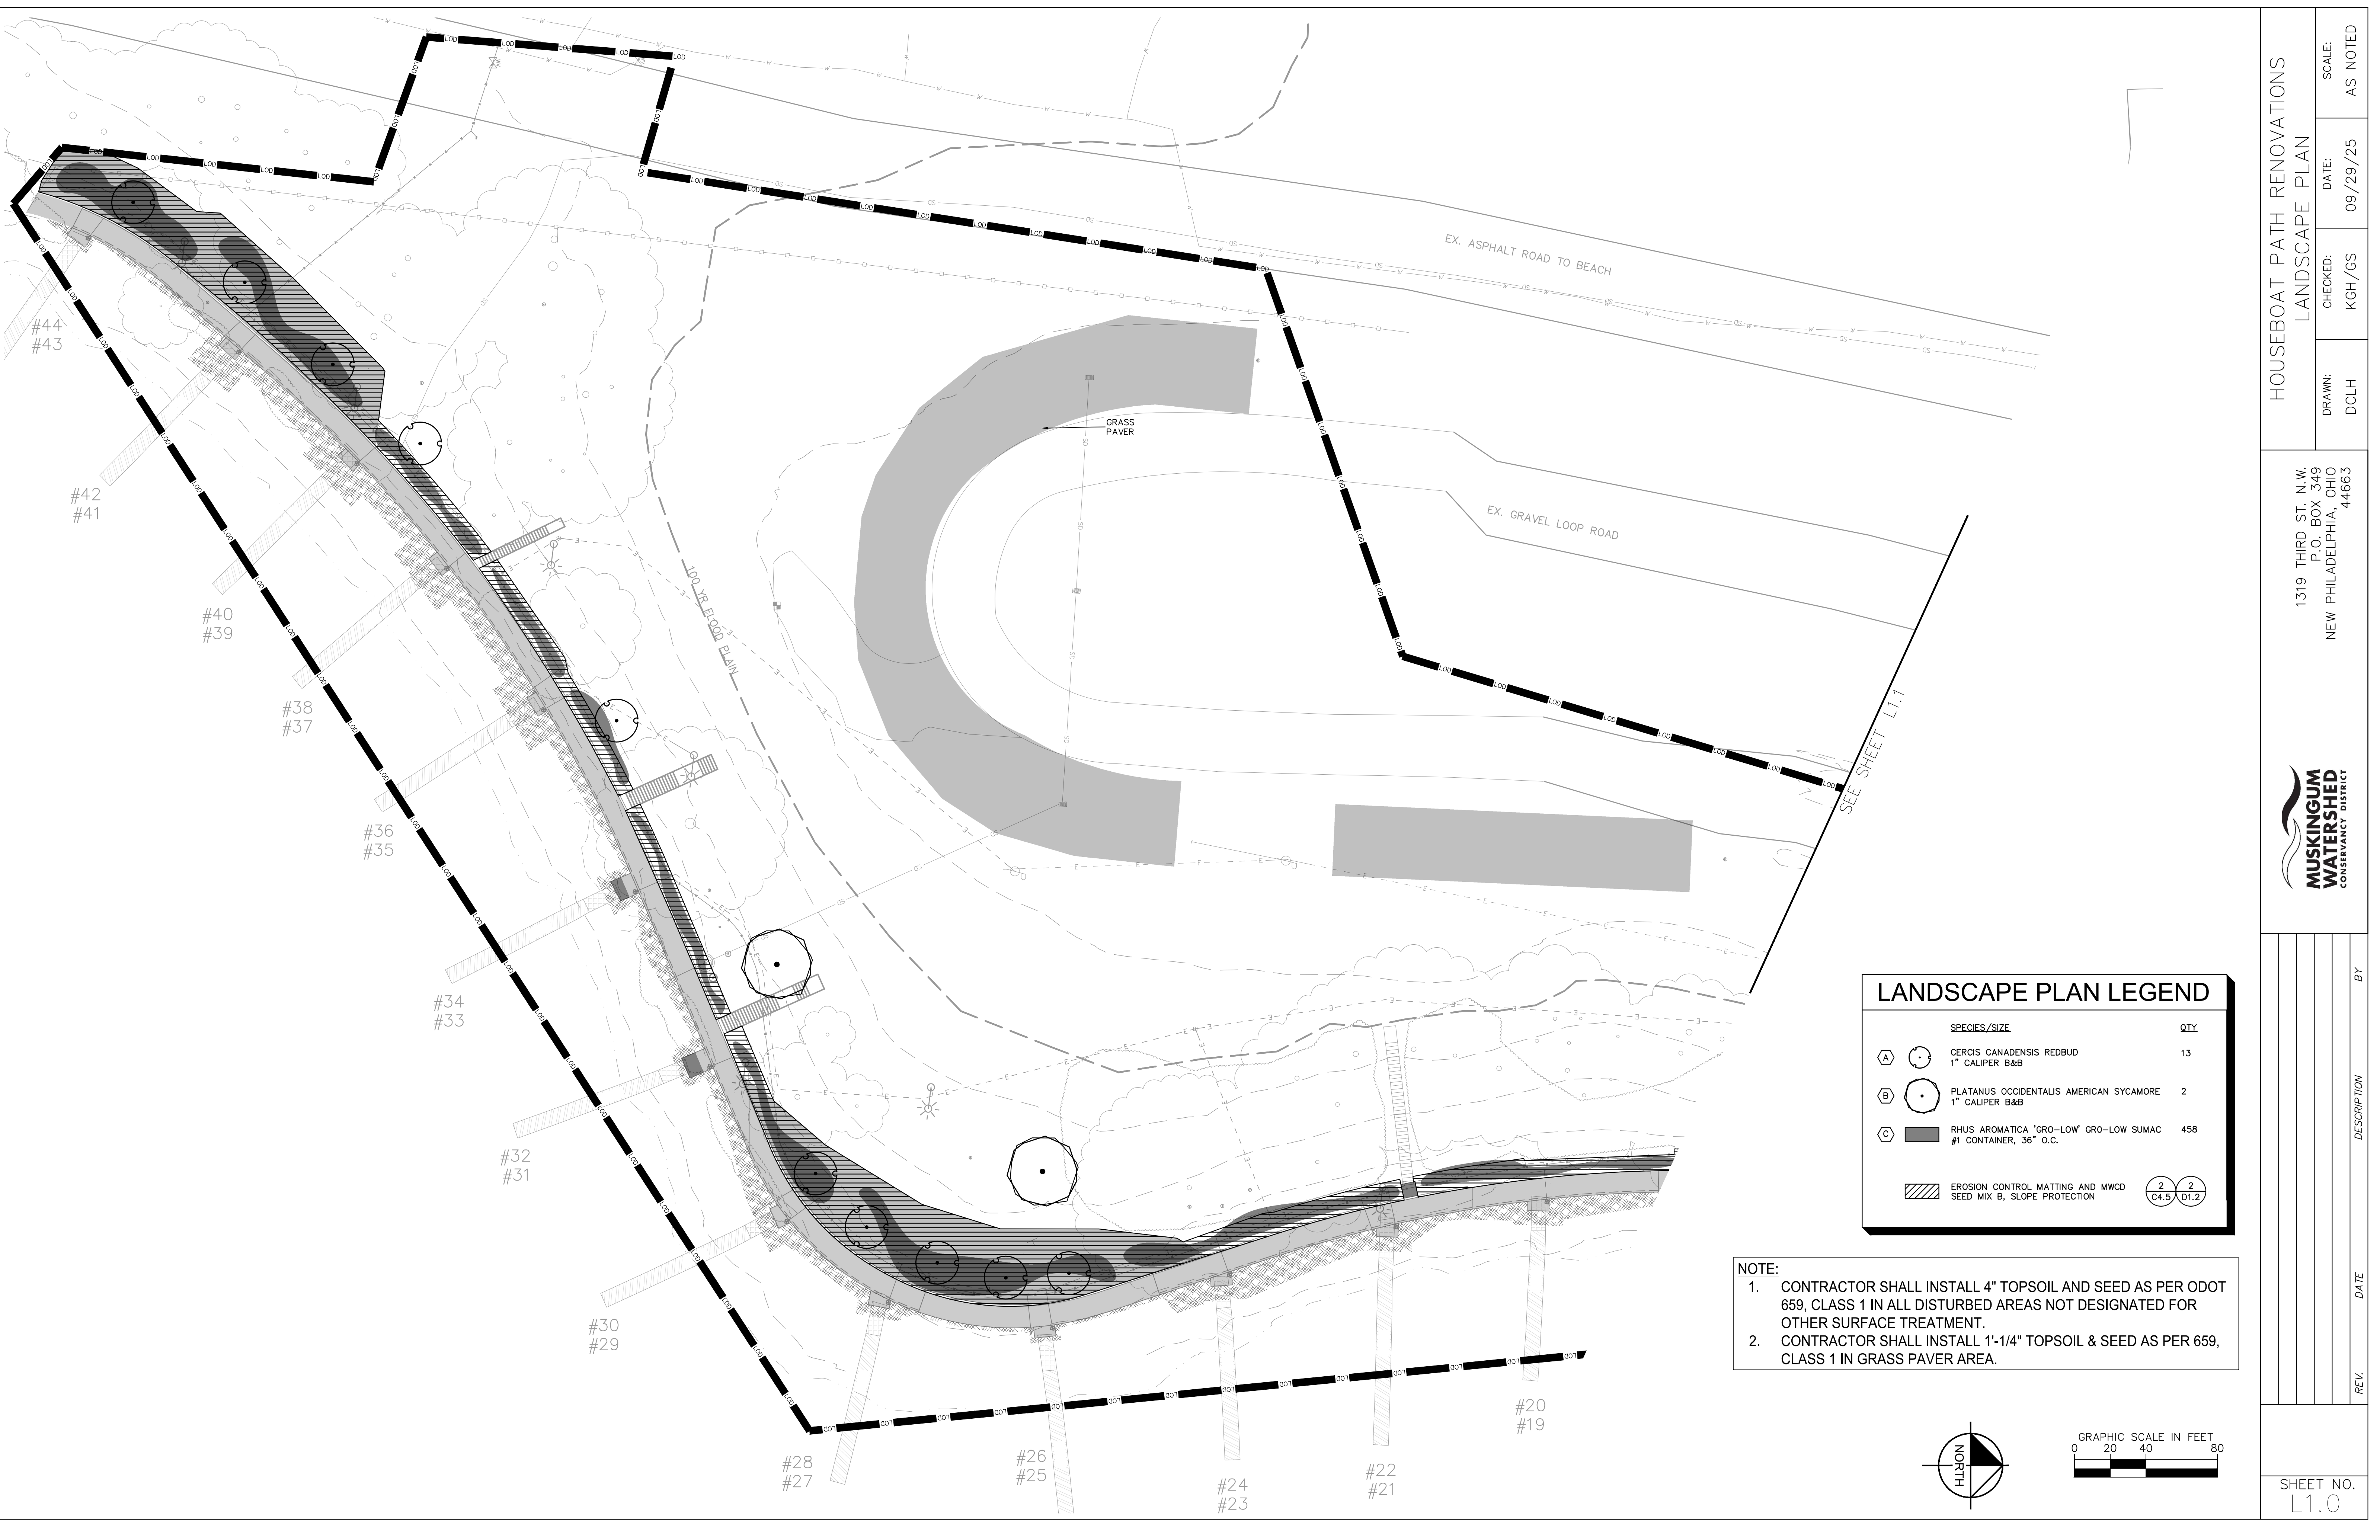 EX. ASPHALT ROAD TO BEACH
GRASS
PAVER
EX. GRAVEL LOOP ROAD
100 YR FLOOD PLAIN
SEE SHEET L1.1
#44
#43
#42
#41
#40
#39
#38
#37
#36
#35
#34
#33
#32
#31
#30
#29
#28
#27
#26
#25
#24
#23
#22
#21
#20
#19
LANDSCAPE PLAN LEGEND
SPECIES/SIZE QTY
A CERCIS CANADENSIS REDBUD 13
1" CALIPER B&B
B PLATANUS OCCIDENTALIS AMERICAN SYCAMORE 2
1" CALIPER B&B
C RHUS AROMATICA 'GRO-LOW' GRO-LOW SUMAC 458
#1 CONTAINER, 36" O.C.
EROSION CONTROL MATTING AND MWCD
SEED MIX B, SLOPE PROTECTION
2 2
C4.5 D1.2
NOTE:
1. CONTRACTOR SHALL INSTALL 4" TOPSOIL AND SEED AS PER ODOT
659, CLASS 1 IN ALL DISTURBED AREAS NOT DESIGNATED FOR
OTHER SURFACE TREATMENT.
2. CONTRACTOR SHALL INSTALL 1'-1/4" TOPSOIL & SEED AS PER 659,
CLASS 1 IN GRASS PAVER AREA.
NORTH
GRAPHIC SCALE IN FEET
0 20 40 80
HOUSEBOAT PATH RENOVATIONS
LANDSCAPE PLAN
SCALE:
AS NOTED
DATE:
09/29/25
CHECKED:
KGH/GS
DRAWN:
DCLH
1319 THIRD ST. N.W.
P.O. BOX 349
NEW PHILADELPHIA, OHIO
44663
MUSKINGUM
WATERSHED
CONSERVANCY DISTRICT
REV. DATE DESCRIPTION BY
SHEET NO.
L1.0